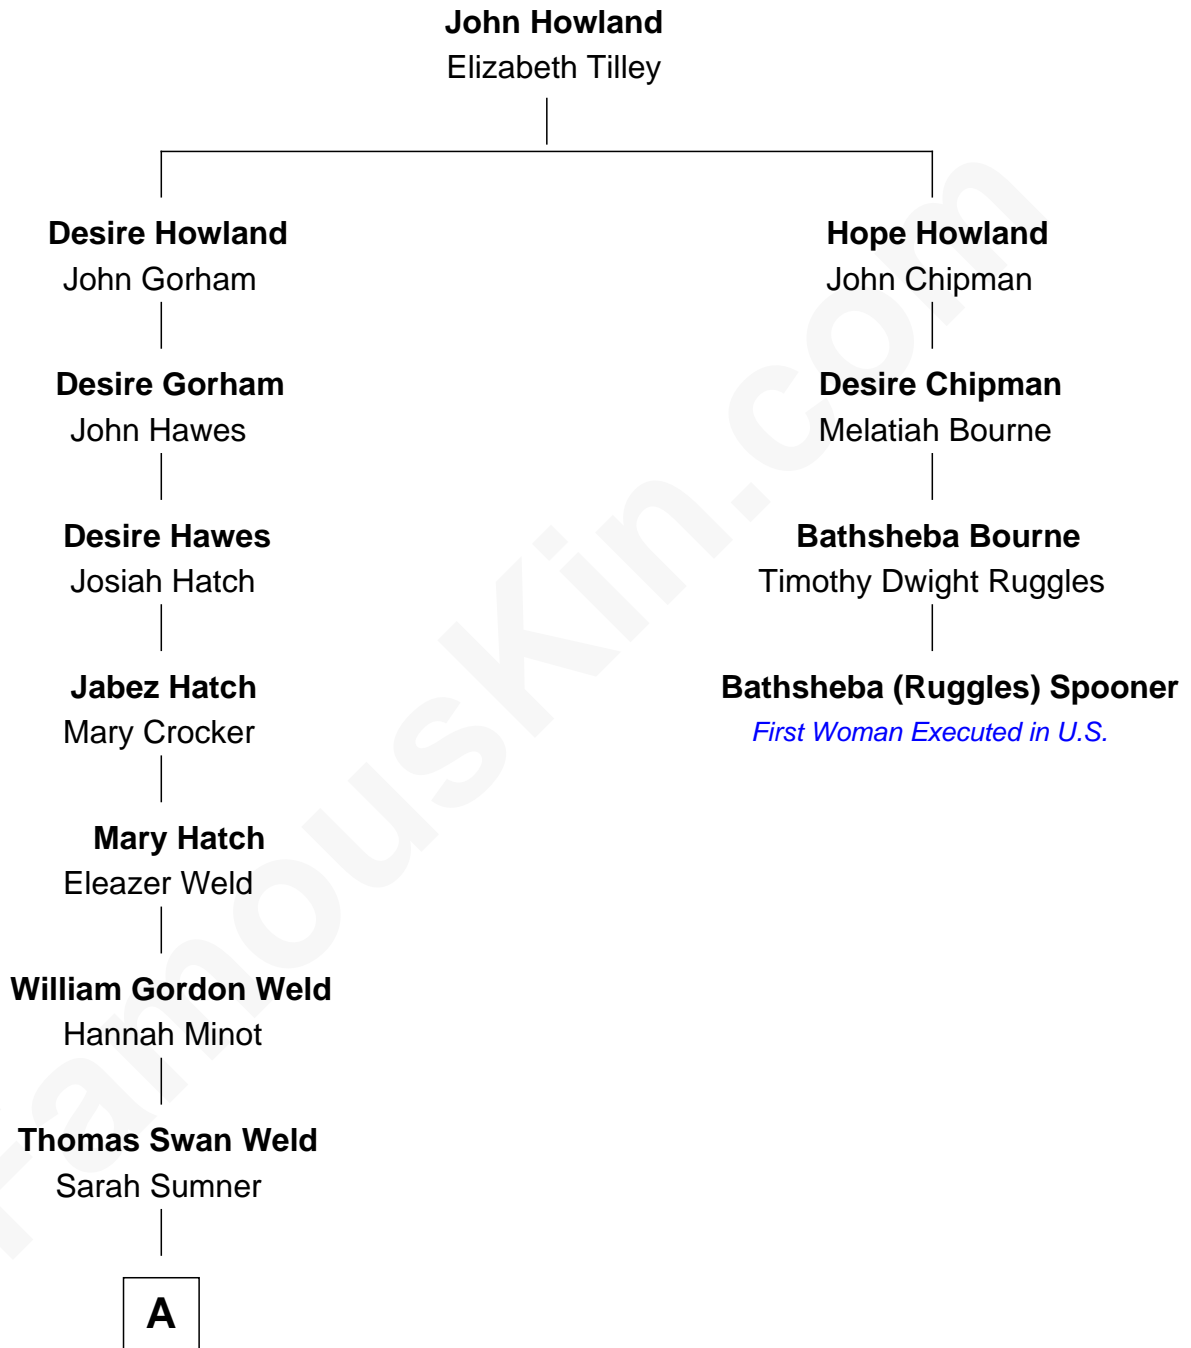 John Howland
Elizabeth Tilley
Desire Howland
John Gorham
Hope Howland
John Chipman
Desire Gorham
John Hawes
Desire Chipman
Melatiah Bourne
Desire Hawes
Josiah Hatch
Bathsheba Bourne
Timothy Dwight Ruggles
Jabez Hatch
Mary Crocker
Bathsheba (Ruggles) Spooner
First Woman Executed in U.S.
Mary Hatch
Eleazer Weld
William Gordon Weld
Hannah Minot
Thomas Swan Weld
Sarah Sumner
A
FamousKin.com